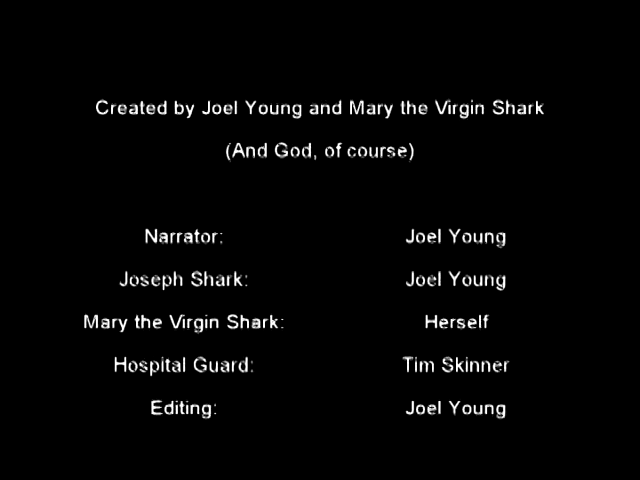 Created by Joel Young and Mary the Virgin Shark
(And God, of course)
Narrator: Joel Young
Joseph Shark: Joel Young
Mary the Virgin Shark: Herself
Hospital Guard: Tim Skinner
Editing: Joel Young